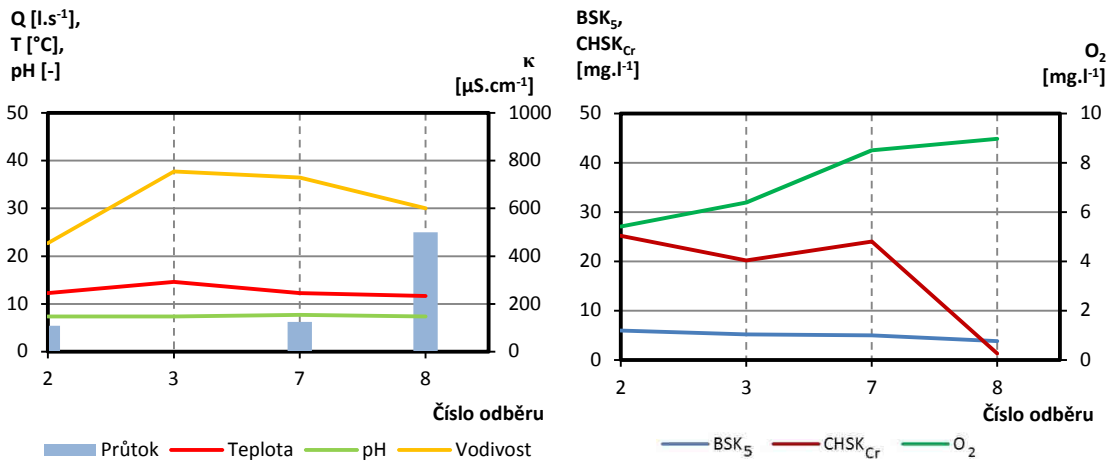 Q [l.s⁻¹],
T [°C],
pH [-]
κ
[µS.cm⁻¹]
50
40
30
20
10
0
1000
800
600
400
200
0
2 3 7 8
Číslo odběru
Průtok Teplota pH Vodivost
BSK₅,
CHSK_Cr
[mg.l⁻¹]
O₂
[mg.l⁻¹]
50
40
30
20
10
0
10
8
6
4
2
0
2 3 7 8
Číslo odběru
BSK₅ CHSK_Cr O₂